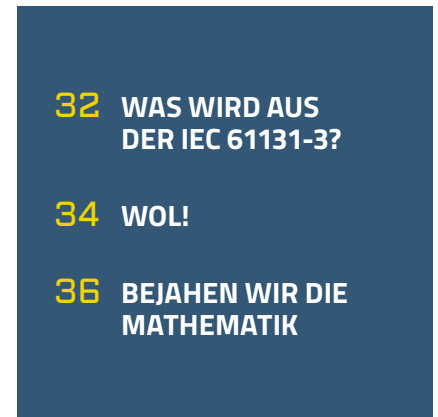 32 WAS WIRD AUS
DER IEC 61131-3?
34 WOL!
36 BEJAHEN WIR DIE
MATHEMATIK